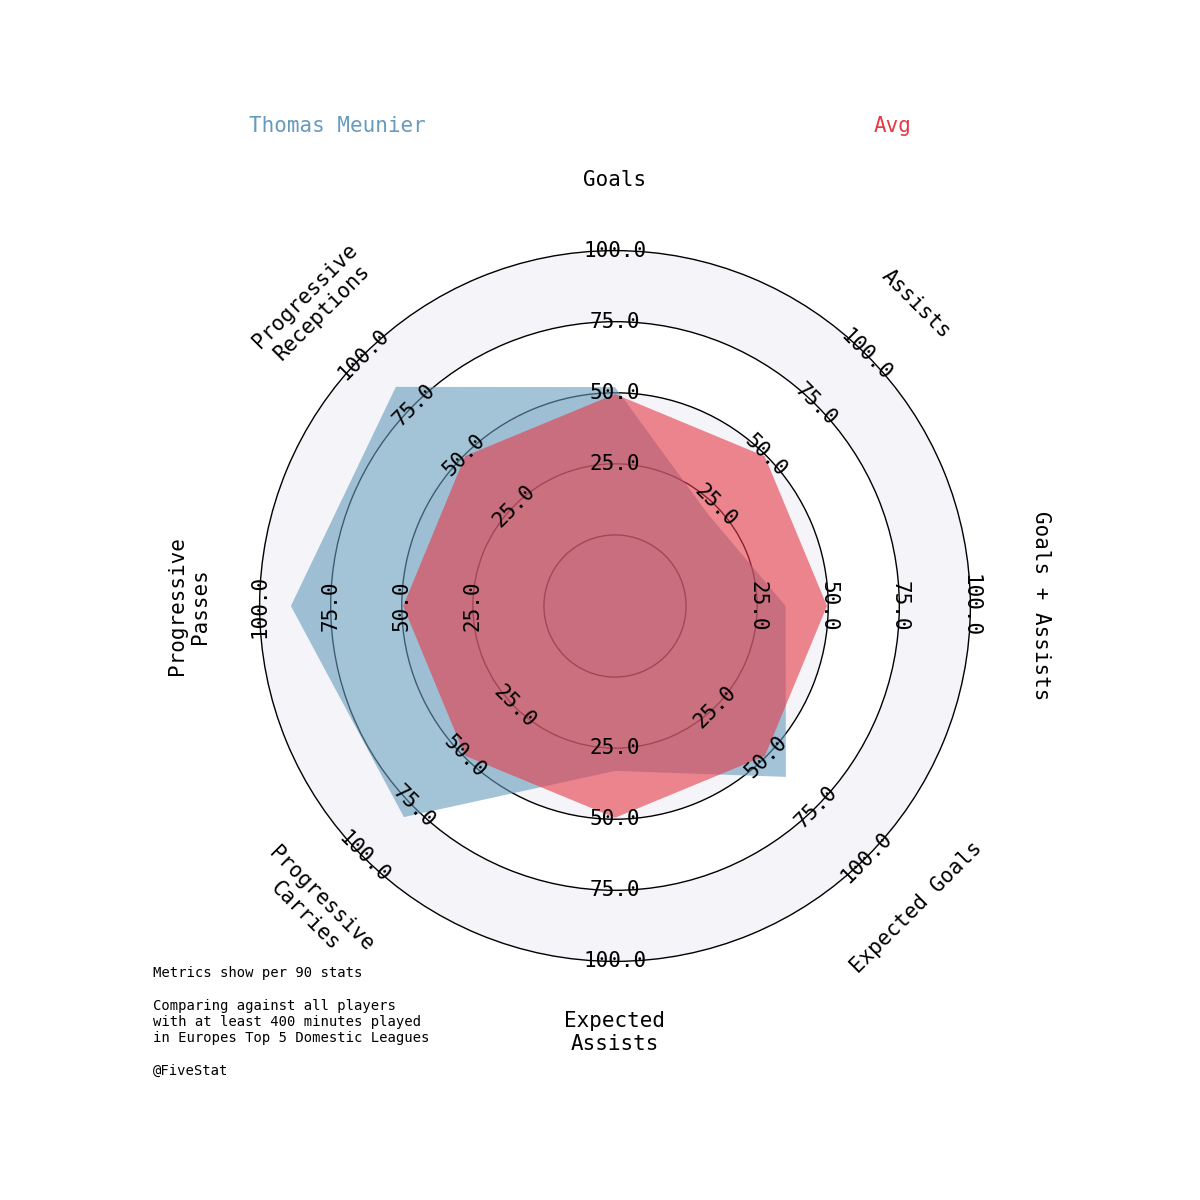 Thomas Meunier
Avg
Goals
100.0
75.0
50.0
25.0
Assists
100.0
75.0
50.0
25.0
Goals + Assists
100.0
75.0
50.0
25.0
Expected Goals
100.0
75.0
50.0
25.0
Expected
Assists
100.0
75.0
50.0
25.0
Progressive
Carries
100.0
75.0
50.0
25.0
Progressive
Passes
100.0
75.0
50.0
25.0
Progressive
Receptions
100.0
75.0
50.0
25.0
Metrics show per 90 stats
Comparing against all players
with at least 400 minutes played
in Europes Top 5 Domestic Leagues
@FiveStat